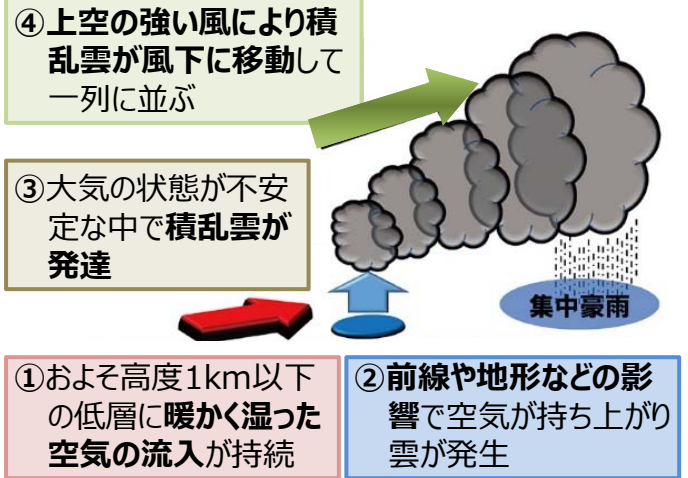 ④上空の強い風により積
乱雲が風下に移動して
一列に並ぶ
③大気の状態が不安
定な中で積乱雲が
発達
集中豪雨
①およそ高度1km以下
の低層に暖かく湿った
空気の流入が持続
②前線や地形などの影
響で空気が持ち上がり
雲が発生